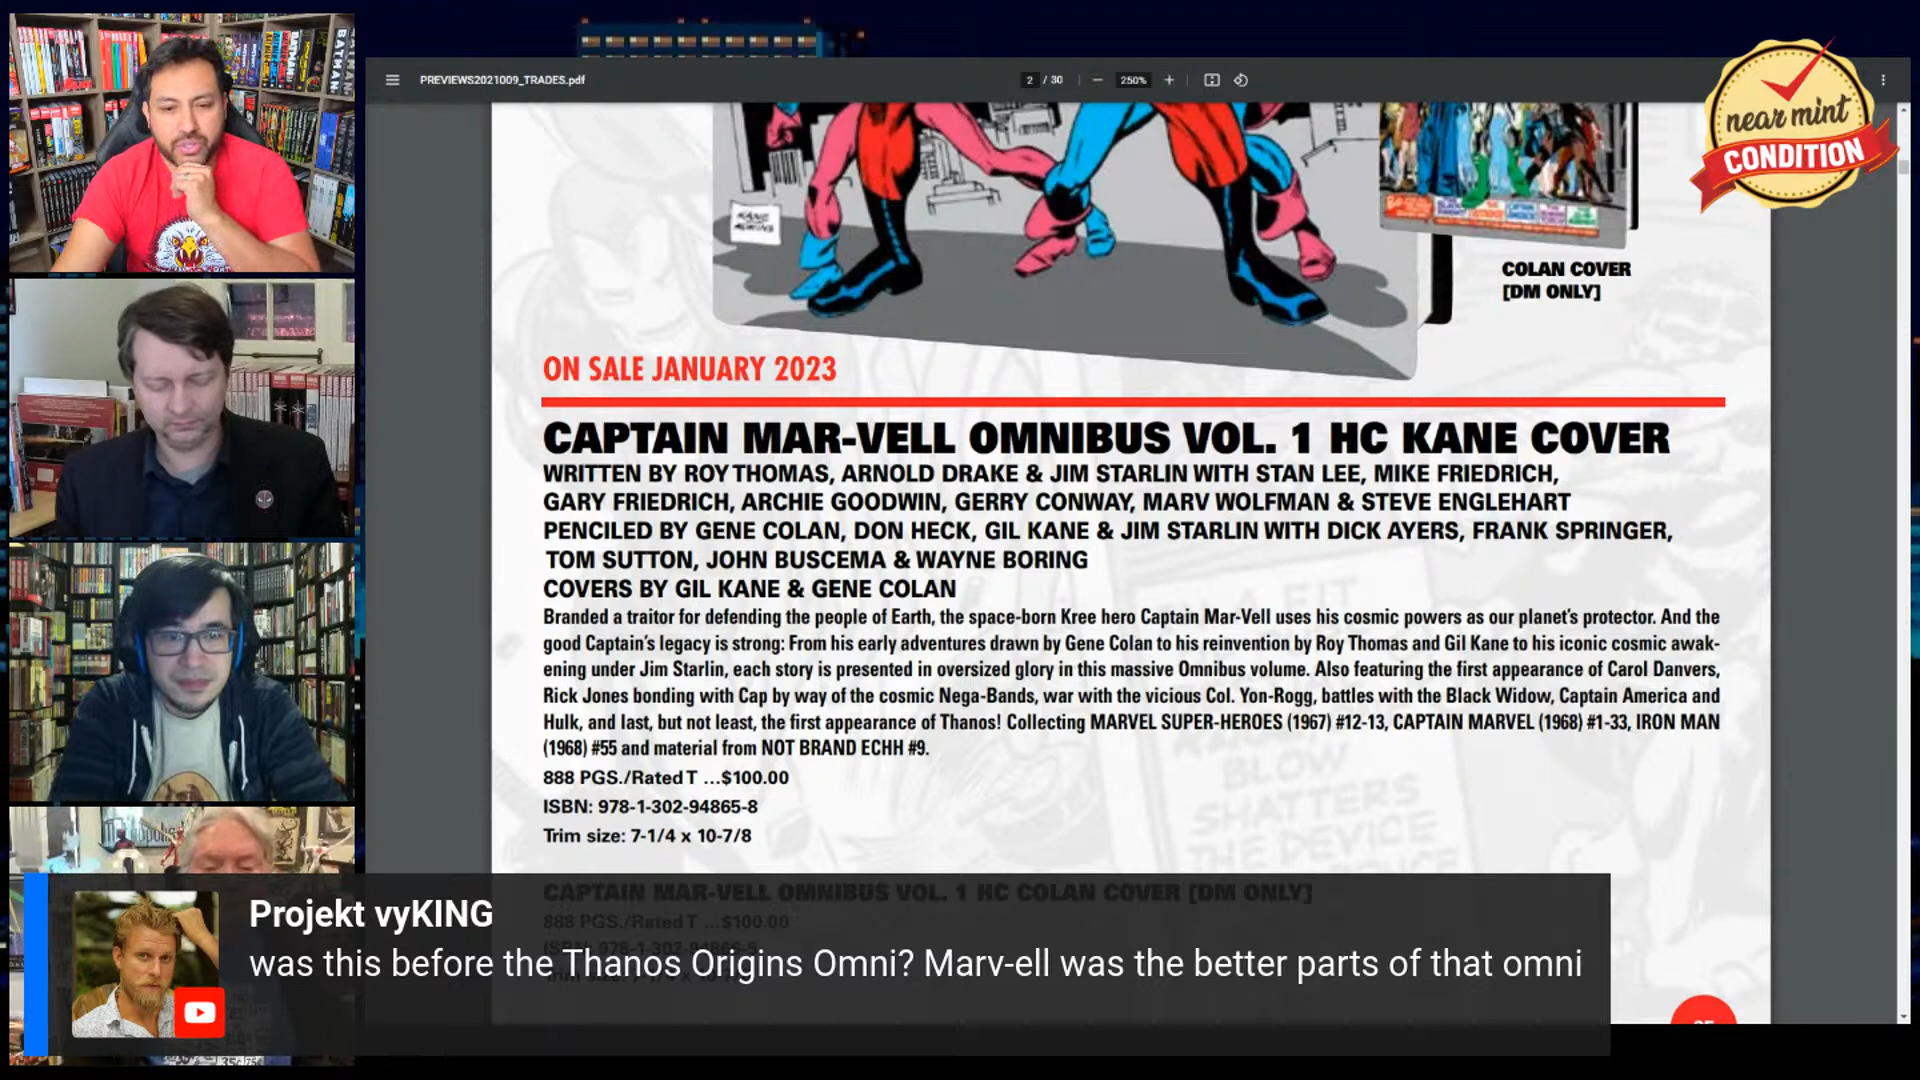 PREVIEWS2021009_TRADES.pdf
2 / 30
250%
near mint
CONDITION
BATMAN
KANE
COLAN COVER
[DM ONLY]
ON SALE JANUARY 2023
CAPTAIN MAR-VELL OMNIBUS VOL. 1 HC KANE COVER
WRITTEN BY ROY THOMAS, ARNOLD DRAKE & JIM STARLIN WITH STAN LEE, MIKE FRIEDRICH,
GARY FRIEDRICH, ARCHIE GOODWIN, GERRY CONWAY, MARV WOLFMAN & STEVE ENGLEHART
PENCILED BY GENE COLAN, DON HECK, GIL KANE & JIM STARLIN WITH DICK AYERS, FRANK SPRINGER,
TOM SUTTON, JOHN BUSCEMA & WAYNE BORING
COVERS BY GIL KANE & GENE COLAN
Branded a traitor for defending the people of Earth, the space-born Kree hero Captain Mar-Vell uses his cosmic powers as our planet's protector. And the
good Captain's legacy is strong: From his early adventures drawn by Gene Colan to his reinvention by Roy Thomas and Gil Kane to his iconic cosmic awak-
ening under Jim Starlin, each story is presented in oversized glory in this massive Omnibus volume. Also featuring the first appearance of Carol Danvers,
Rick Jones bonding with Cap by way of the cosmic Nega-Bands, war with the vicious Col. Yon-Rogg, battles with the Black Widow, Captain America and
Hulk, and last, but not least, the first appearance of Thanos! Collecting MARVEL SUPER-HEROES (1967) #12-13, CAPTAIN MARVEL (1968) #1-33, IRON MAN
(1968) #55 and material from NOT BRAND ECHH #9.
888 PGS./Rated T ...$100.00
ISBN: 978-1-302-94865-8
Trim size: 7-1/4 x 10-7/8
BLOW
SHATTERS
THE DEVICE
CAPTAIN MAR-VELL OMNIBUS VOL. 1 HC COLAN COVER [DM ONLY]
888 PGS./Rated T ...$100.00
Projekt vyKING
was this before the Thanos Origins Omni? Marv-ell was the better parts of that omni